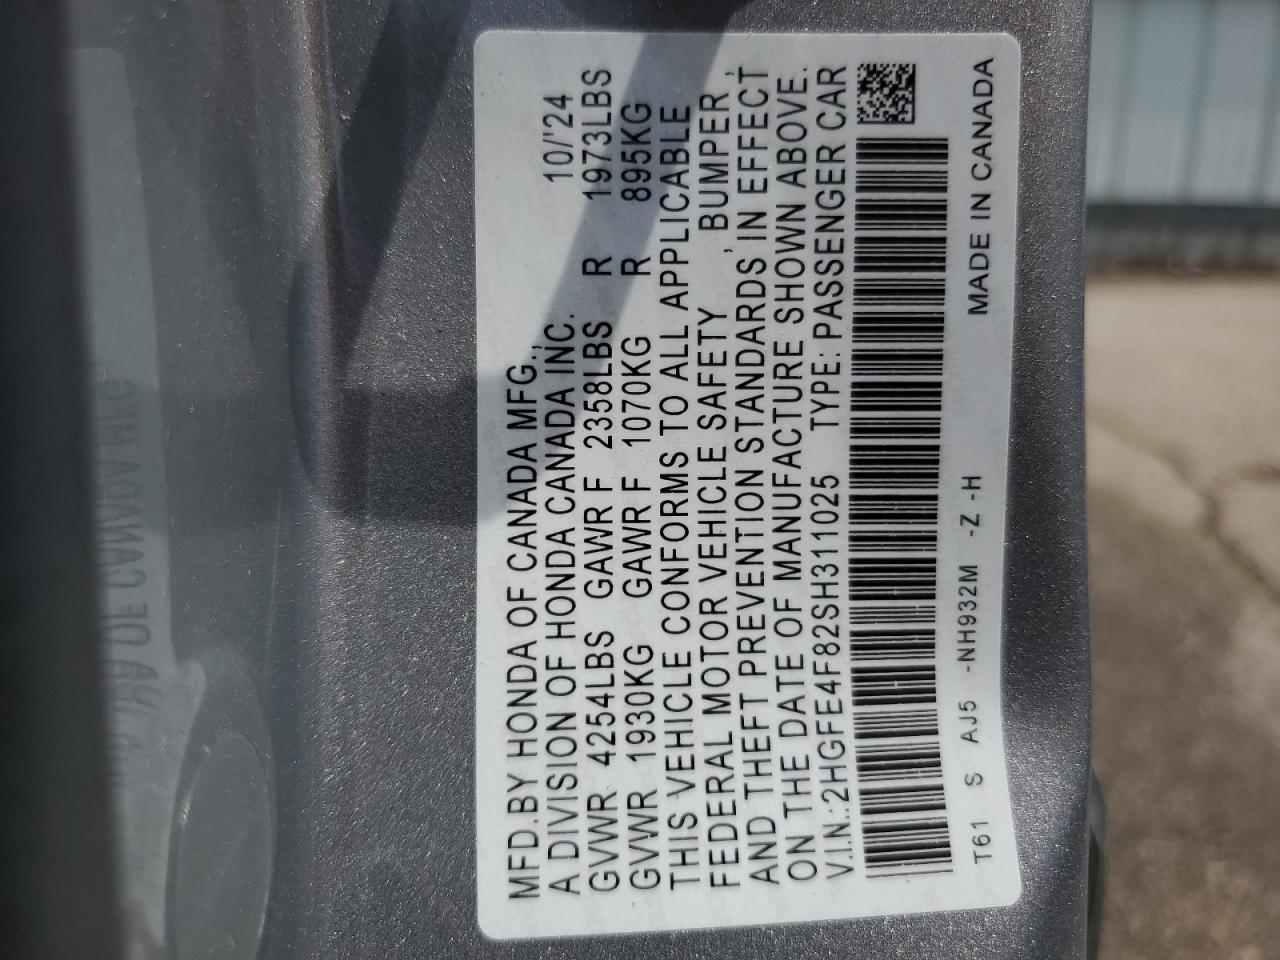 MFD.BY HONDA OF CANADA MFG.,
A DIVISION OF HONDA CANADA INC. 10/'24
GVWR 4254LBS GAWR F 2358LBS R 1973LBS
GVWR 1930KG GAWR F 1070KG R 895KG
THIS VEHICLE CONFORMS TO ALL APPLICABLE
FEDERAL MOTOR VEHICLE SAFETY , BUMPER ,
AND THEFT PREVENTION STANDARDS IN EFFECT
ON THE DATE OF MANUFACTURE SHOWN ABOVE.
V.I.N.:2HGFE4F82SH311025 TYPE: PASSENGER CAR
T61 S AJ5 -NH932M -Z -H MADE IN CANADA